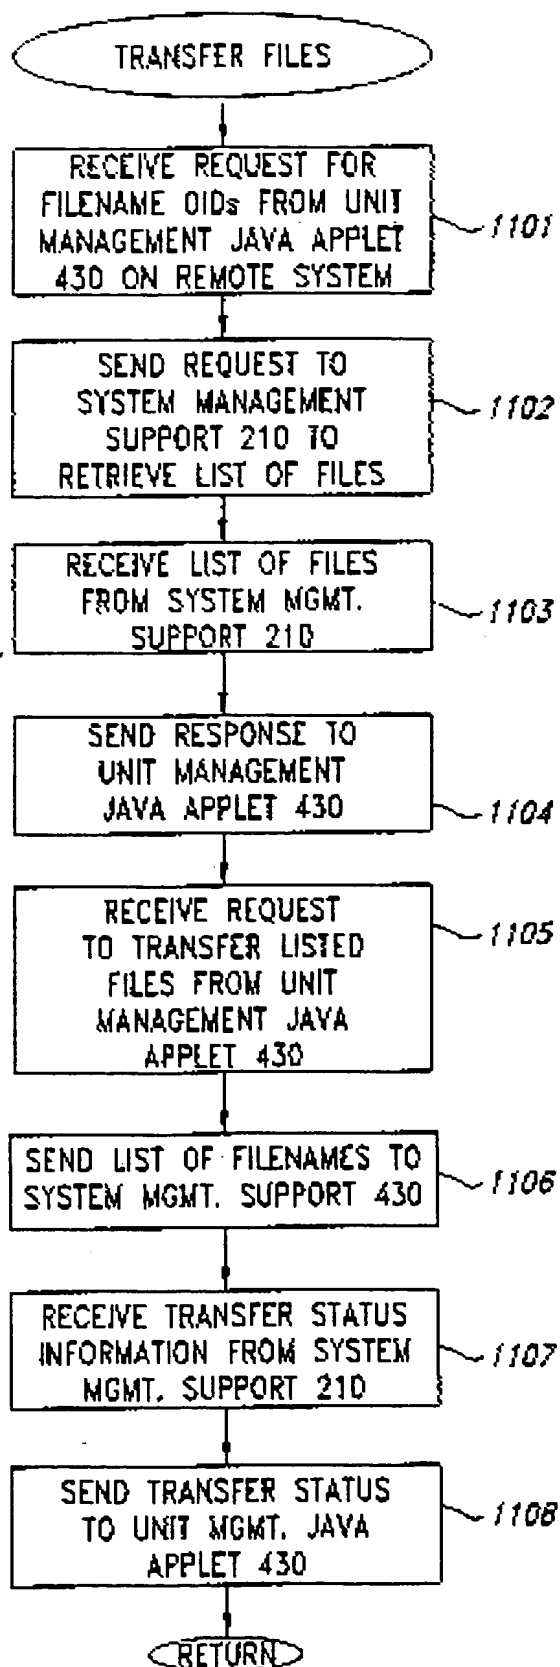 TRANSFER FILES
RECEIVE REQUEST FOR
FILENAME OIDs FROM UNIT
MANAGEMENT JAVA APPLET
430 ON REMOTE SYSTEM
1101
SEND REQUEST TO
SYSTEM MANAGEMENT
SUPPORT 210 TO
RETRIEVE LIST OF FILES
1102
RECEIVE LIST OF FILES
FROM SYSTEM MGMT.
SUPPORT 210
1103
SEND RESPONSE TO
UNIT MANAGEMENT
JAVA APPLET 430
1104
RECEIVE REQUEST
TO TRANSFER LISTED
FILES FROM UNIT
MANAGEMENT JAVA
APPLET 430
1105
SEND LIST OF FILENAMES TO
SYSTEM MGMT. SUPPORT 430
1106
RECEIVE TRANSFER STATUS
INFORMATION FROM SYSTEM
MGMT. SUPPORT 210
1107
SEND TRANSFER STATUS
TO UNIT MGMT. JAVA
APPLET 430
1108
RETURN